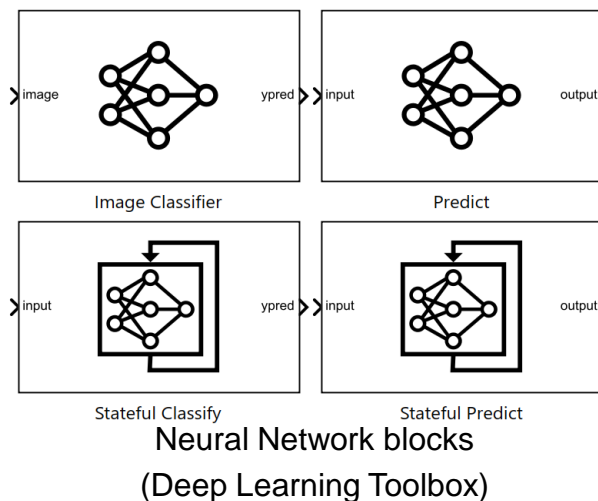 image ypred input output
Image Classifier Predict
input ypred input output
Stateful Classify Stateful Predict
Neural Network blocks
(Deep Learning Toolbox)